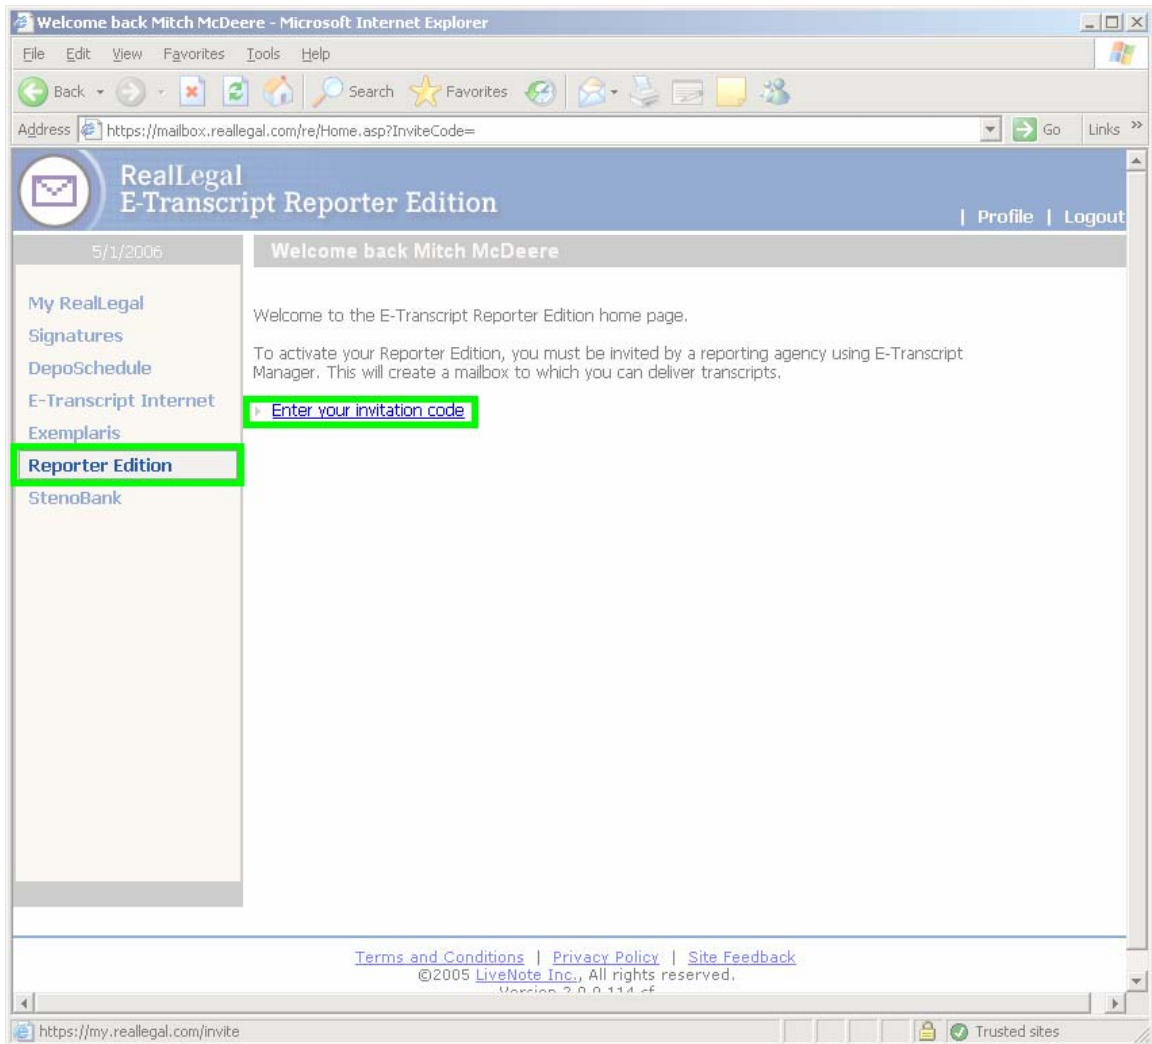 Welcome back Mitch McDeere - Microsoft Internet Explorer
File Edit View Favorites Tools Help
Back Search Favorites
Address https://mailbox.reallegal.com/re/Home.asp?InviteCode= Go Links »
RealLegal
E-Transcript Reporter Edition
| Profile | Logout
5/1/2006
Welcome back Mitch McDeere
My RealLegal
Signatures
DepoSchedule
E-Transcript Internet
Exemplaris
Reporter Edition
StenoBank
Welcome to the E-Transcript Reporter Edition home page.
To activate your Reporter Edition, you must be invited by a reporting agency using E-Transcript
Manager. This will create a mailbox to which you can deliver transcripts.
Enter your invitation code
Terms and Conditions | Privacy Policy | Site Feedback
©2005 LiveNote Inc., All rights reserved.
https://my.reallegal.com/invite Trusted sites